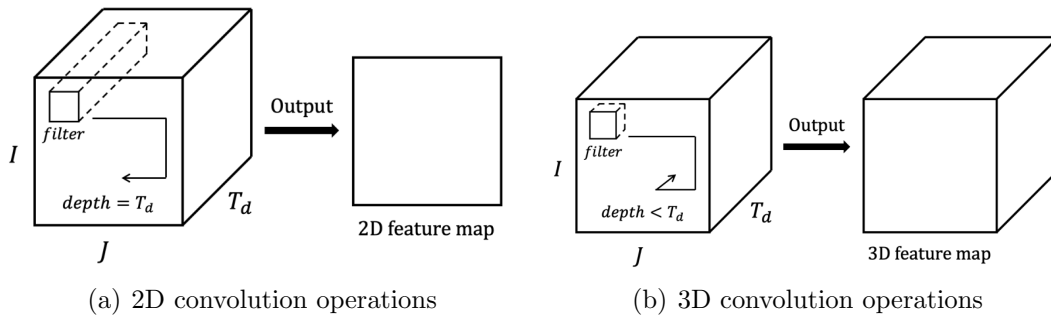 filter
I
depth = T_d
T_d
J
Output
2D feature map
(a) 2D convolution operations
filter
I
depth < T_d
T_d
J
Output
3D feature map
(b) 3D convolution operations